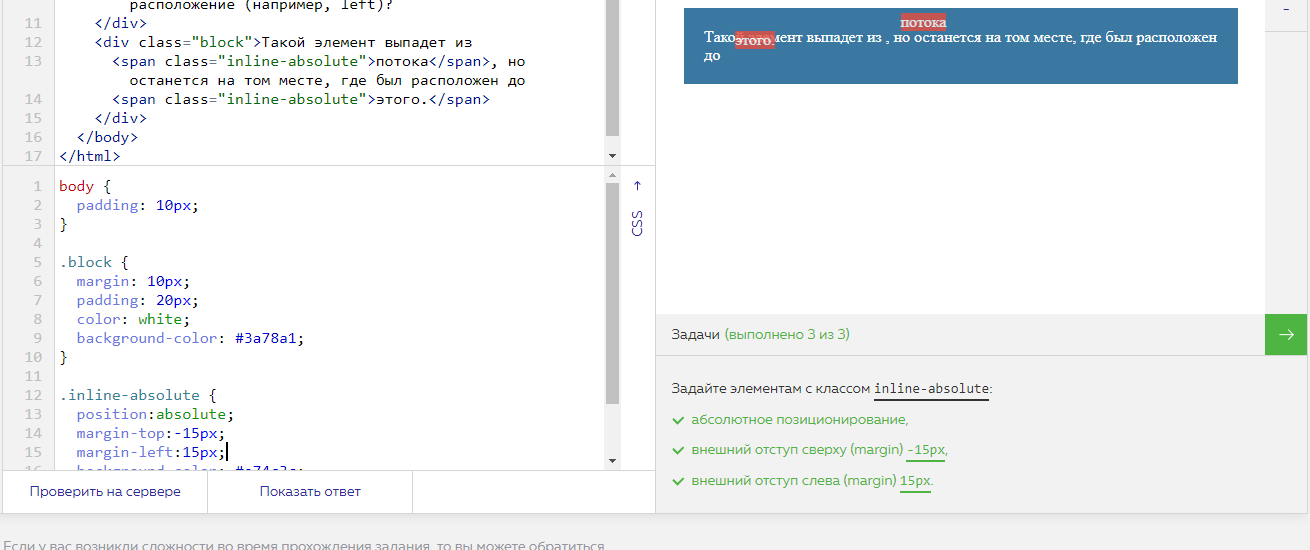 расположение (например, left)?
11 </div>
12 <div class="block">Такой элемент выпадет из
13 <span class="inline-absolute">потока</span>, но
останется на том месте, где был расположен до
14 <span class="inline-absolute">этого.</span>
15 </div>
16 </body>
17 </html>
1 body {
2 padding: 10px;
3 }
4
5 .block {
6 margin: 10px;
7 padding: 20px;
8 color: white;
9 background-color: #3a78a1;
10 }
11
12 .inline-absolute {
13 position:absolute;
14 margin-top:-15px;
15 margin-left:15px;
CSS
Проверить на сервере
Показать ответ
потока
Тако мент выпадет из , но останется на том месте, где был расположен
этого.
до
Задачи (выполнено 3 из 3)
Задайте элементам с классом inline-absolute:
абсолютное позиционирование,
внешний отступ сверху (margin) -15px,
внешний отступ слева (margin) 15px.
Если у вас возникли сложности во время прохождения задания, то вы можете обратиться